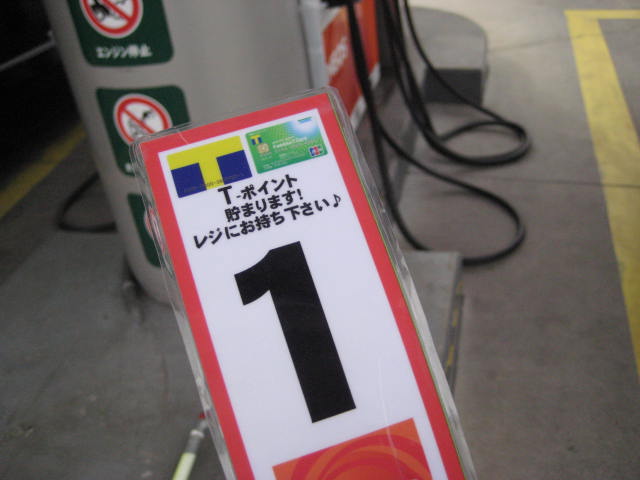 エンジン停止
T
T-ポイント
貯まります!
レジにお持ち下さい♪
1